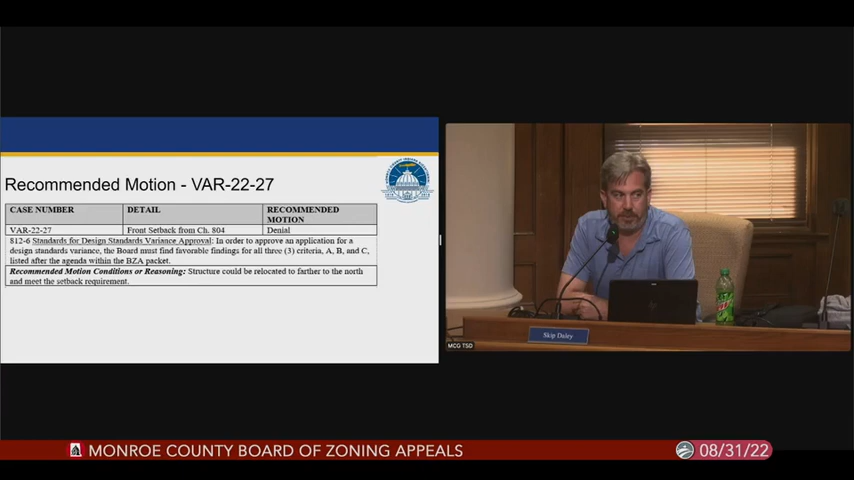 Recommended Motion - VAR-22-27
CASE NUMBER DETAIL RECOMMENDED
MOTION
VAR-22-27 Front Setback from Ch. 804 Denial
812-6 Standards for Design Standards Variance Approval: In order to approve an application for a
design standards variance, the Board must find favorable findings for all three (3) criteria, A, B, and C,
listed after the agenda within the BZA packet.
Recommended Motion Conditions or Reasoning: Structure could be relocated to farther to the north
and meet the setback requirement.
Skip Daley
MCG TSD
MONROE COUNTY BOARD OF ZONING APPEALS
08/31/22